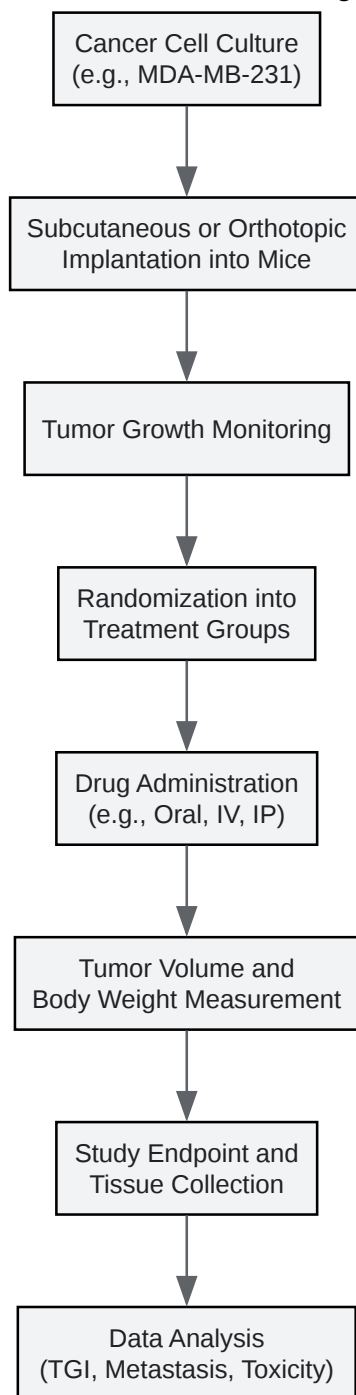 Cancer Cell Culture
(e.g., MDA-MB-231)
Subcutaneous or Orthotopic
Implantation into Mice
Tumor Growth Monitoring
Randomization into
Treatment Groups
Drug Administration
(e.g., Oral, IV, IP)
Tumor Volume and
Body Weight Measurement
Study Endpoint and
Tissue Collection
Data Analysis
(TGI, Metastasis, Toxicity)